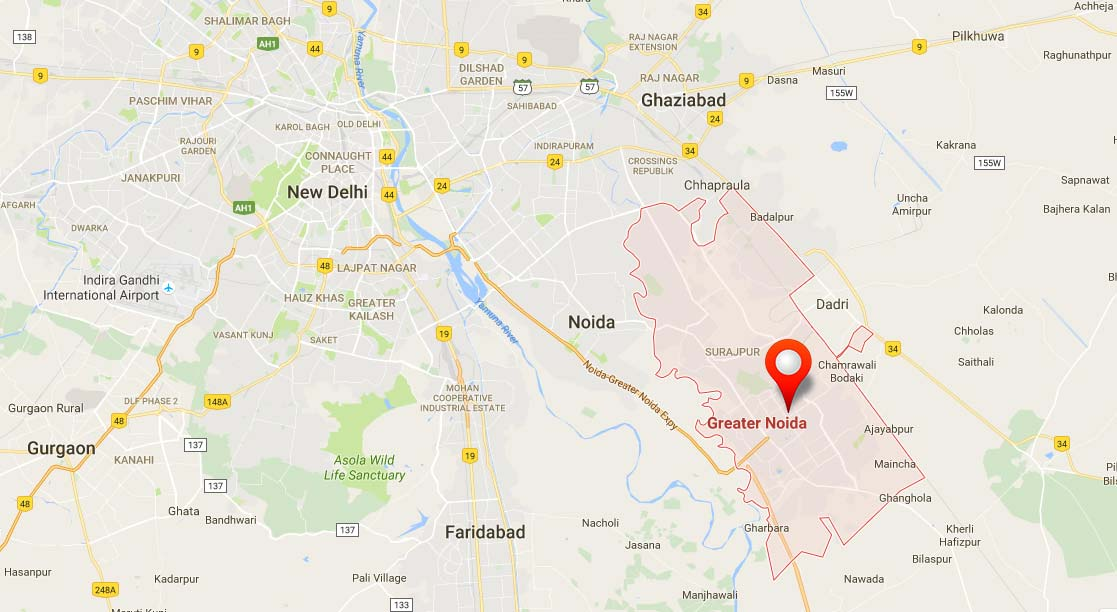 Khura
Achheja
SHALIMAR BAGH
34
34
138
AH1
44
9
9
9
Pilkhuwa
RAJ NAGAR
EXTENSION
Yamuna River
9
9
Raghunathpur
DILSHAD
GARDEN
57
57
RAJ NAGAR
9
Dasna
Masuri
155W
PASCHIM VIHAR
SAHIBABAD
Ghaziabad
24
KAROL BAGH
OLD DELHI
RAJOURI
GARDEN
INDIRAPURAM
34
Kakrana
155W
CONNAUGHT
PLACE
44
24
CROSSINGS
REPUBLIK
JANAKPURI
24
Sapnawat
New Delhi
44
Chhapraula
AFGARH
AH1
Uncha
Amirpur
Bajhera Kalan
Badalpur
DWARKA
48
LAJPAT NAGAR
Indira Gandhi
International Airport
HAUZ KHAS
GREATER
KAILASH
Yamuna River
Dadri
Kalonda
Noida
Chholas
VASANT KUNJ
SAKET
19
SURAJPUR
34
Saithali
Chamrawali
Bodaki
Noida-Greater Noida Expy
DLF PHASE 2
148A
MOHAN
COOPERATIVE
INDUSTRIAL ESTATE
Gurgaon Rural
48
Greater Noida
Ajayabpur
Gurgaon
137
34
KANAHI
19
Asola Wild
Life Sanctuary
Maincha
137
48
Ghanghola
Ghata
Bandhwari
137
Faridabad
Nacholi
Gharbara
Kherli
Hafizpur
Jasana
Bilaspur
Hasanpur
Kadarpur
Pali Village
Nawada
248A
133
Manjhawali